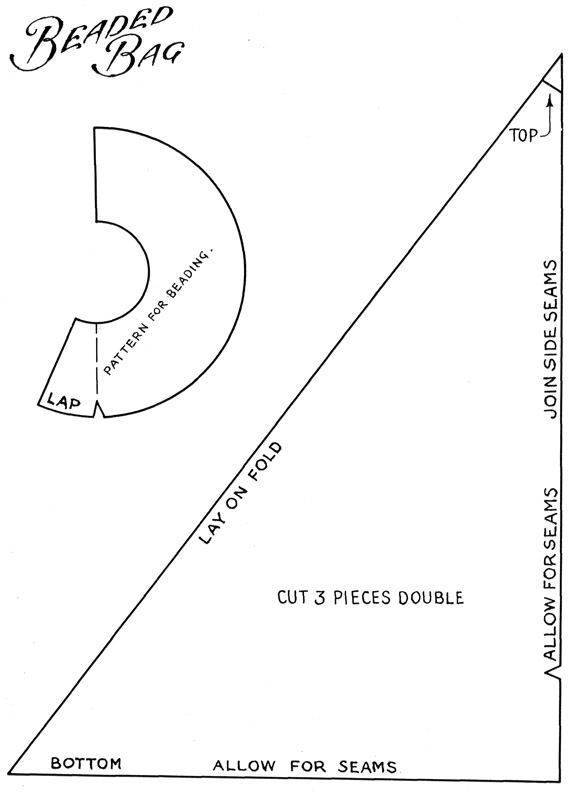 BEADED
BAG
TOP
PATTERN FOR BEADING.
LAP
JOIN SIDE SEAMS
LAY ON FOLD
ALLOW FOR SEAMS
CUT 3 PIECES DOUBLE
BOTTOM
ALLOW FOR SEAMS